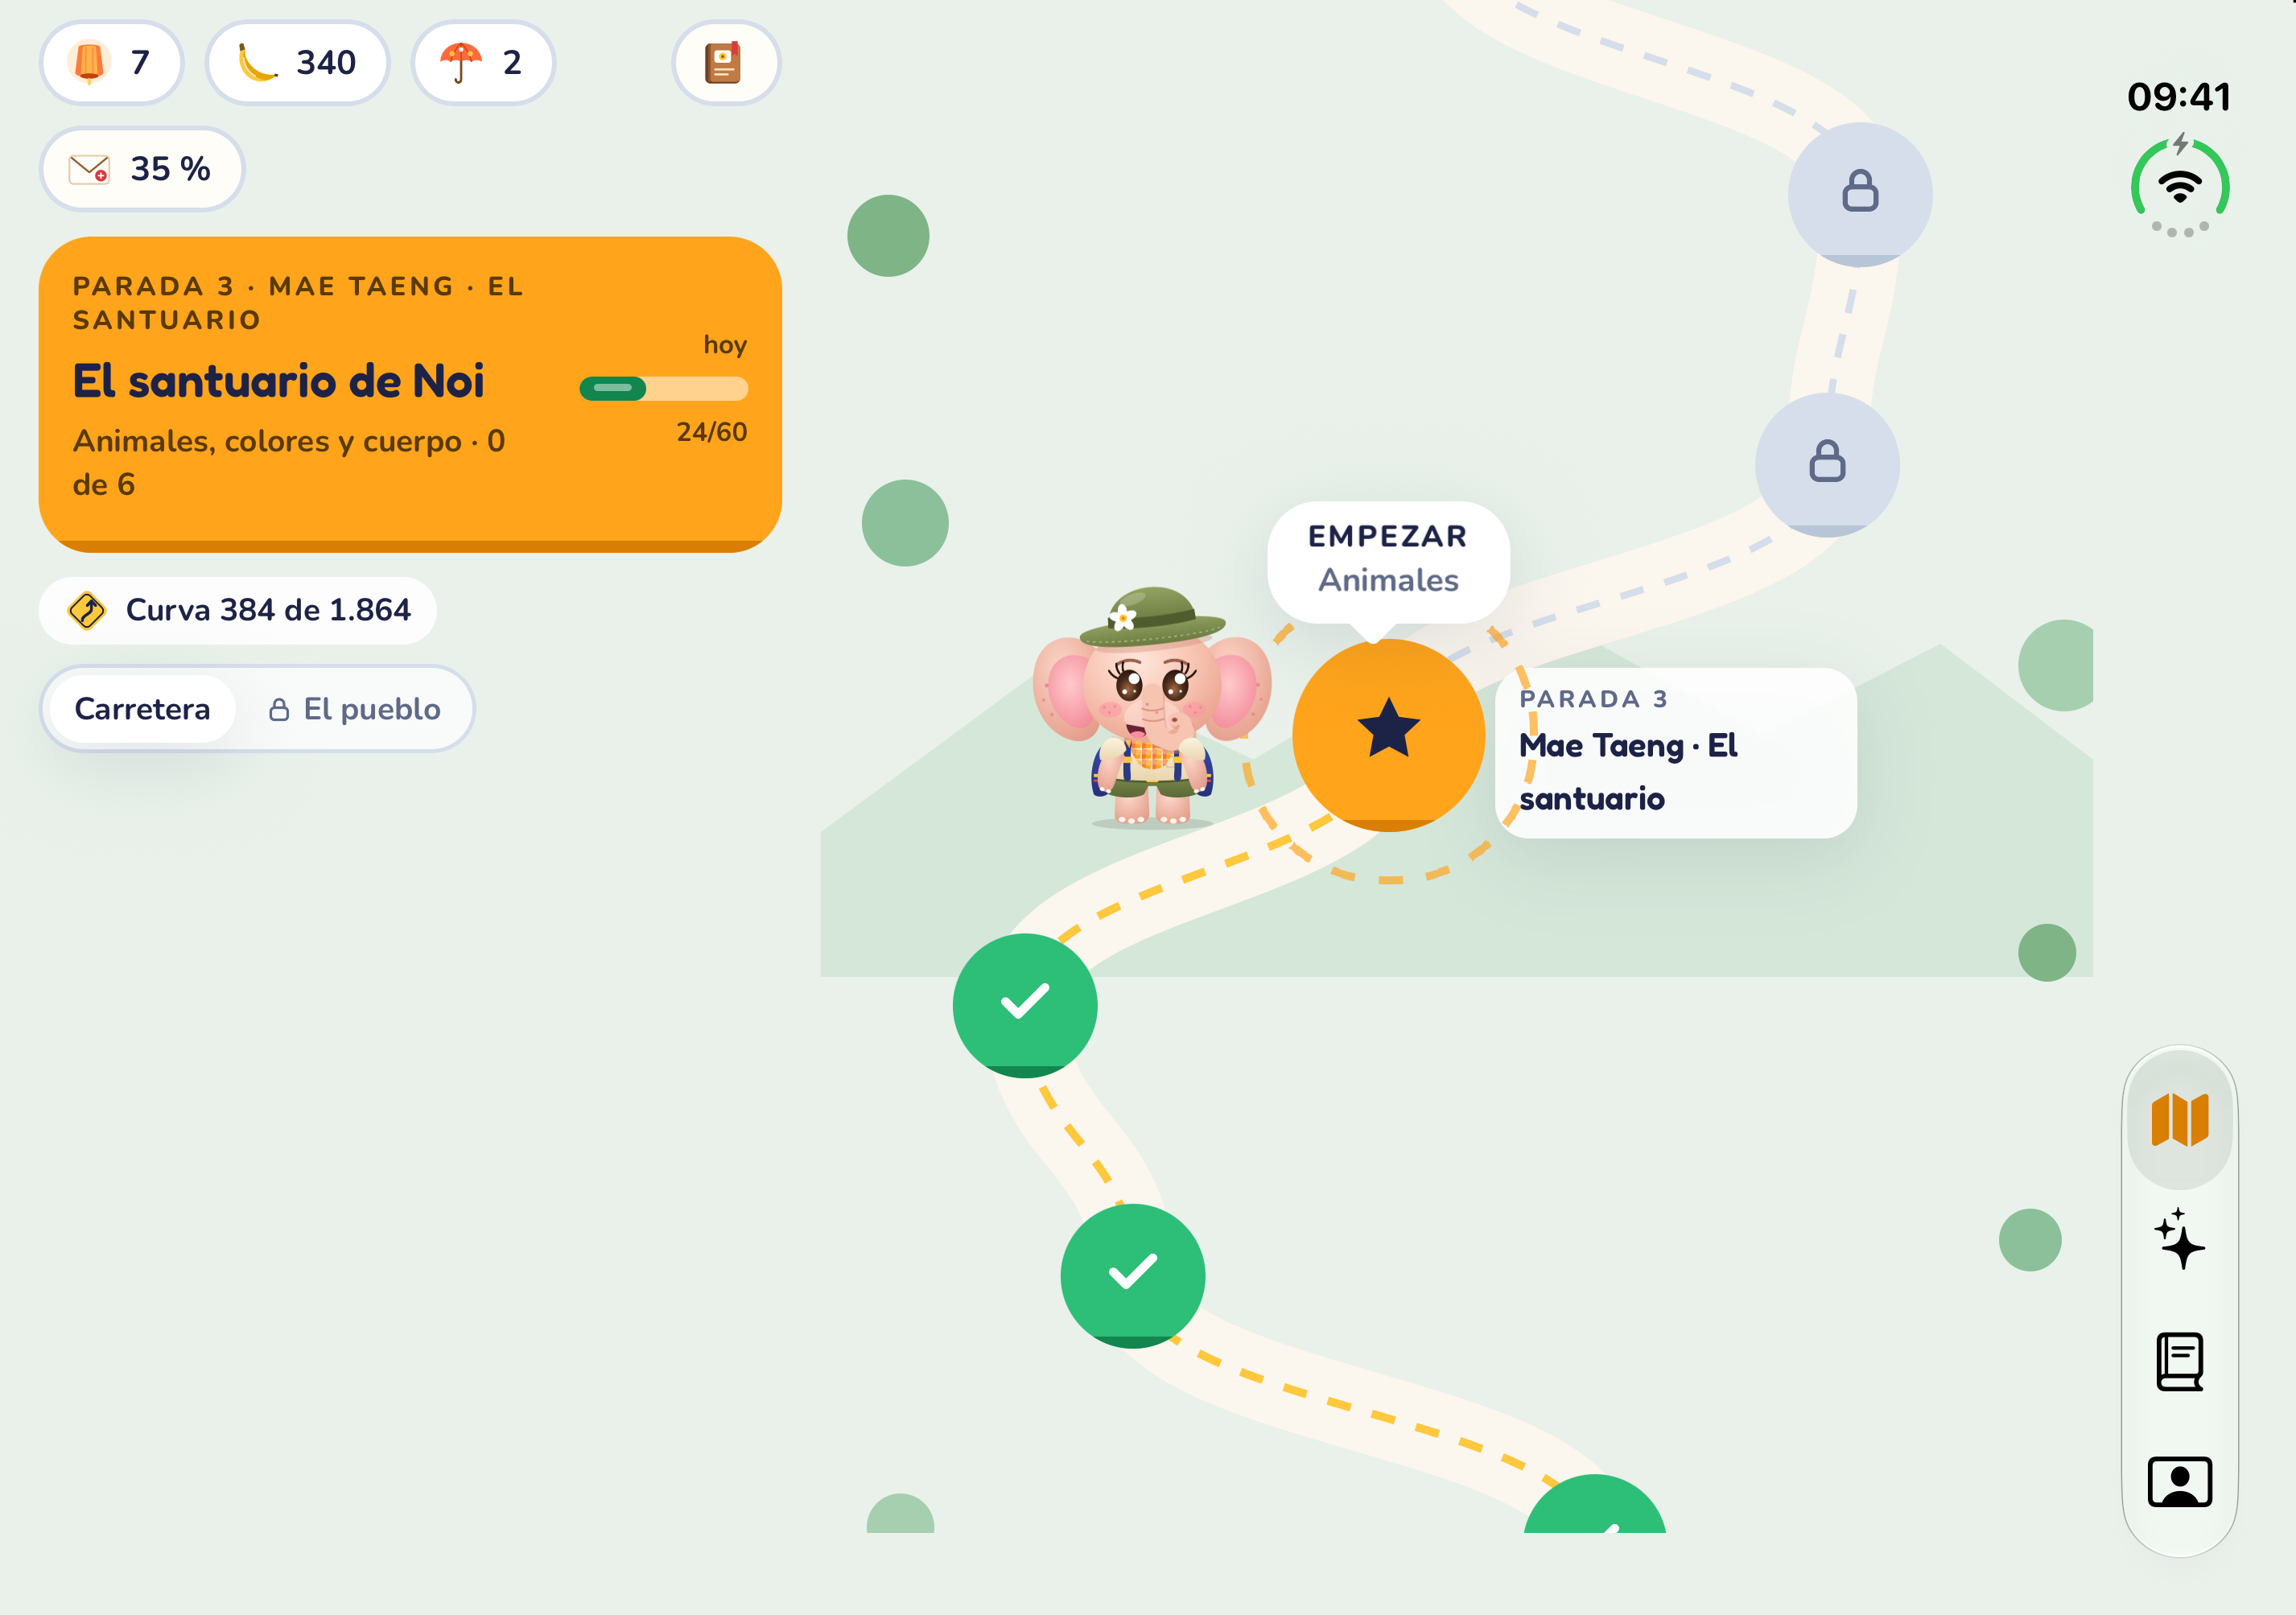 7
340
2
35 %
PARADA 3 · MAE TAENG · EL
SANTUARIO
El santuario de Noi
Animales, colores y cuerpo · 0
de 6
hoy
24/60
Curva 384 de 1.864
Carretera
El pueblo
EMPEZAR
Animales
PARADA 3
Mae Taeng · El
santuario
09:41